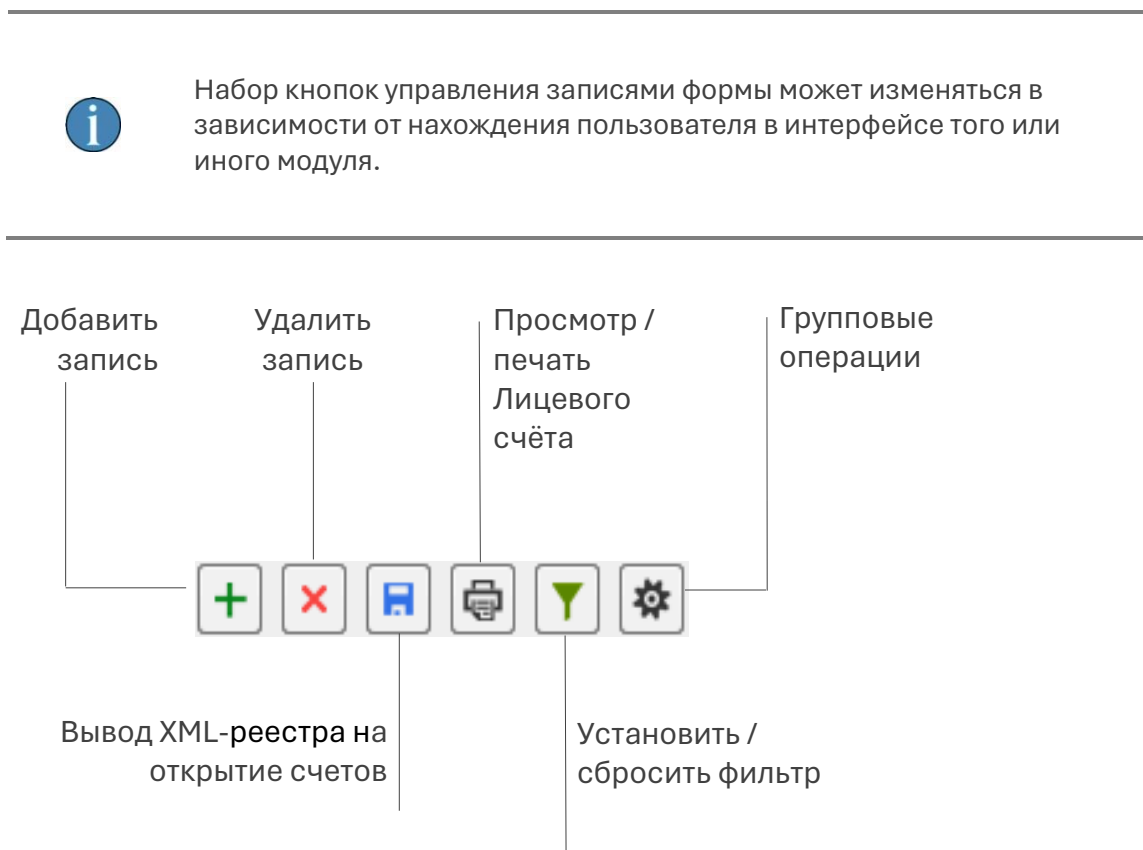 Набор кнопок управления записями формы может изменяться в
зависимости от нахождения пользователя в интерфейсе того или
иного модуля.
Добавить
запись
Удалить
запись
Просмотр /
печать
Лицевого
счёта
Групповые
операции
Вывод XML-реестра на
открытие счетов
Установить /
сбросить фильтр